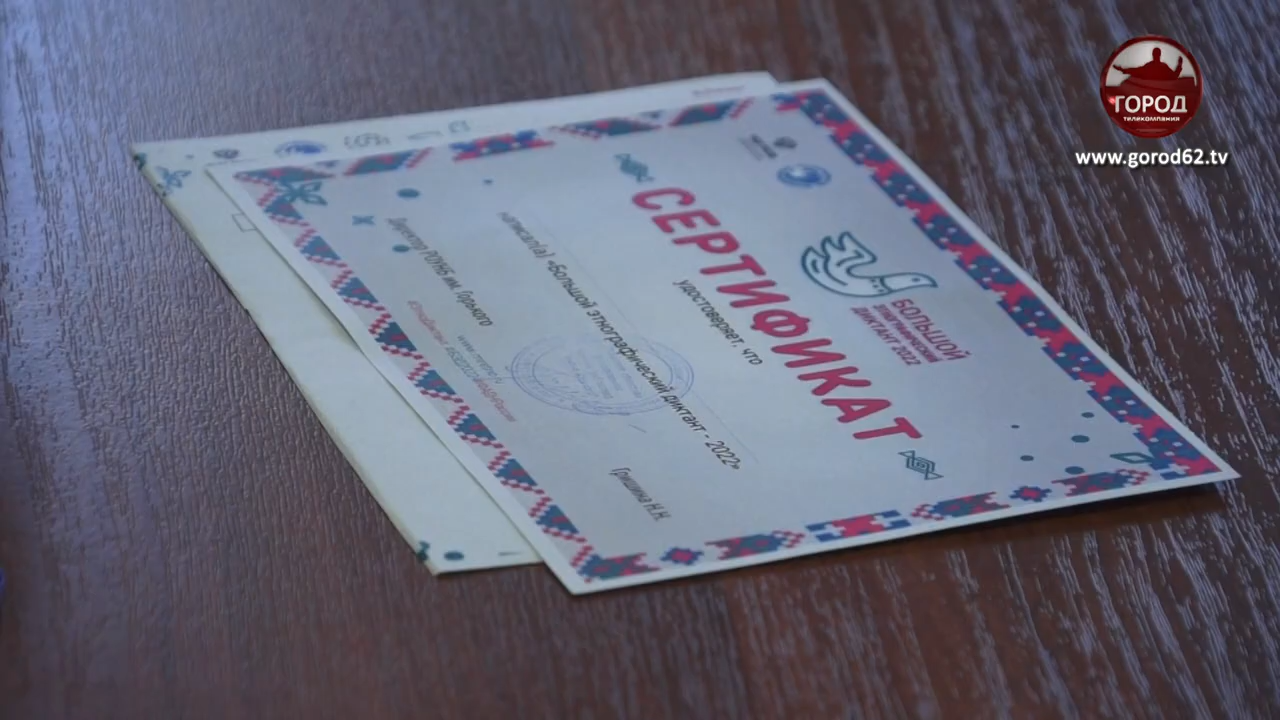 ГОРОД
телекомпания
www.gorod62.tv
БОЛЬШОЙ
ЭТНОГРАФИЧЕСКИЙ
ДИКТАНТ 2022
СЕРТИФИКАТ
удостоверяет, что
написал(а) «Большой этнографический диктант - 2022»
Директор РОУНБ им. Горького
Гришина Н.Н.